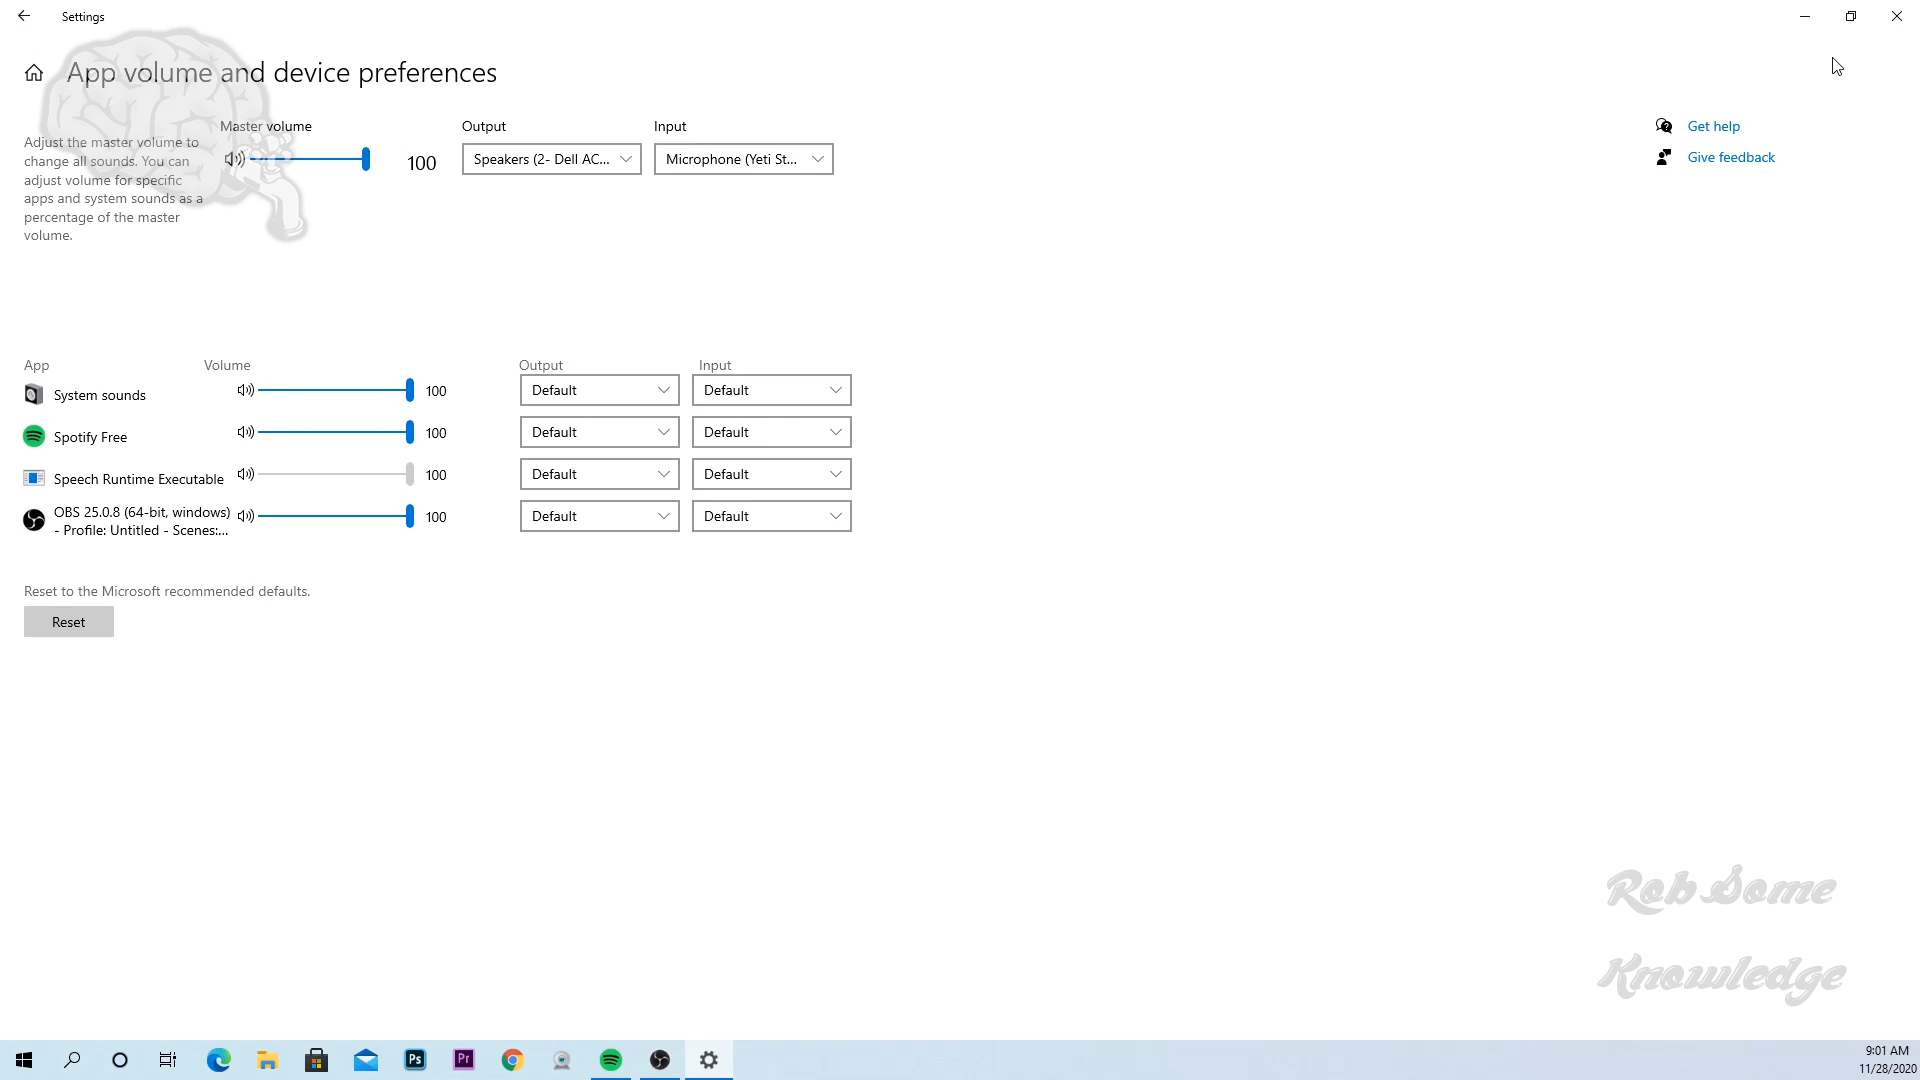 Settings
App volume and device preferences
Adjust the master volume to
change all sounds. You can
adjust volume for specific
apps and system sounds as a
percentage of the master
volume.
Master volume
100
Output
Speakers (2- Dell AC...
Input
Microphone (Yeti St...
Get help
Give feedback
App Volume Output Input
System sounds 100 Default Default
Spotify Free 100 Default Default
Speech Runtime Executable 100 Default Default
OBS 25.0.8 (64-bit, windows)
- Profile: Untitled - Scenes:...
100 Default Default
Reset to the Microsoft recommended defaults.
Reset
Rob Some
Knowledge
Ps
Pr
9:01 AM
11/28/2020